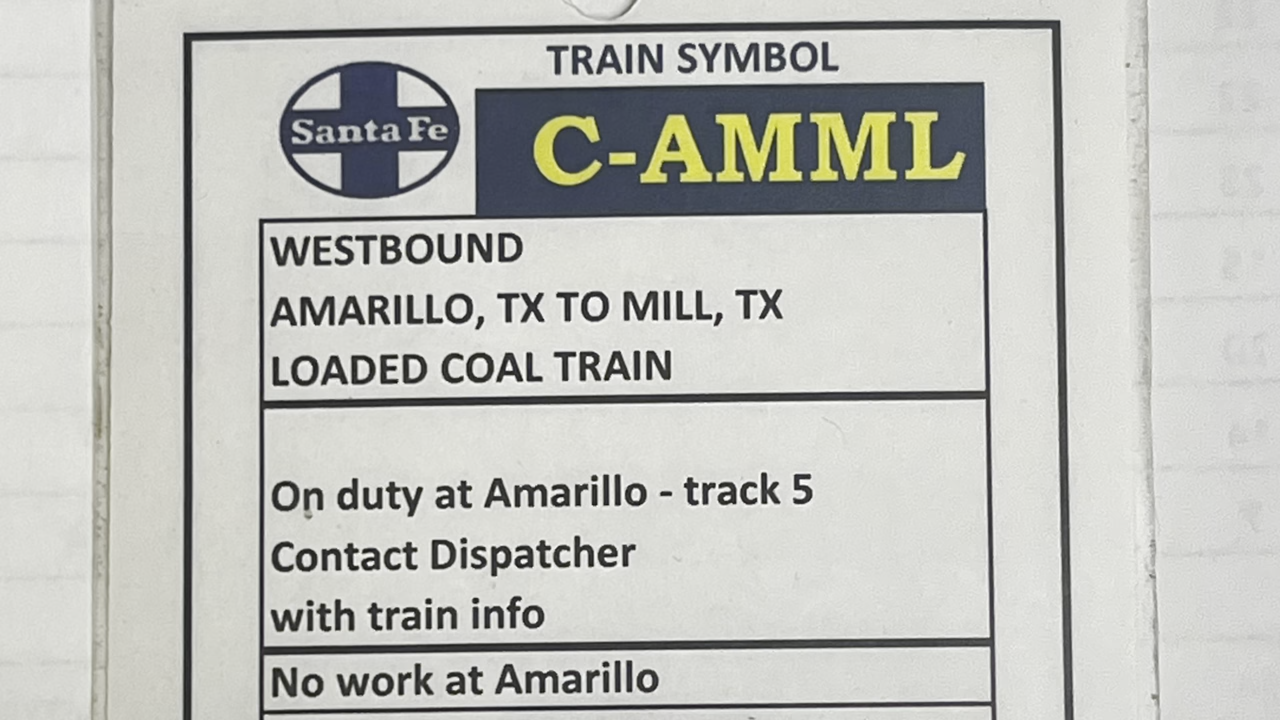 TRAIN SYMBOL
Santa Fe
C-AMML
WESTBOUND
AMARILLO, TX TO MILL, TX
LOADED COAL TRAIN
On duty at Amarillo - track 5
Contact Dispatcher
with train info
No work at Amarillo